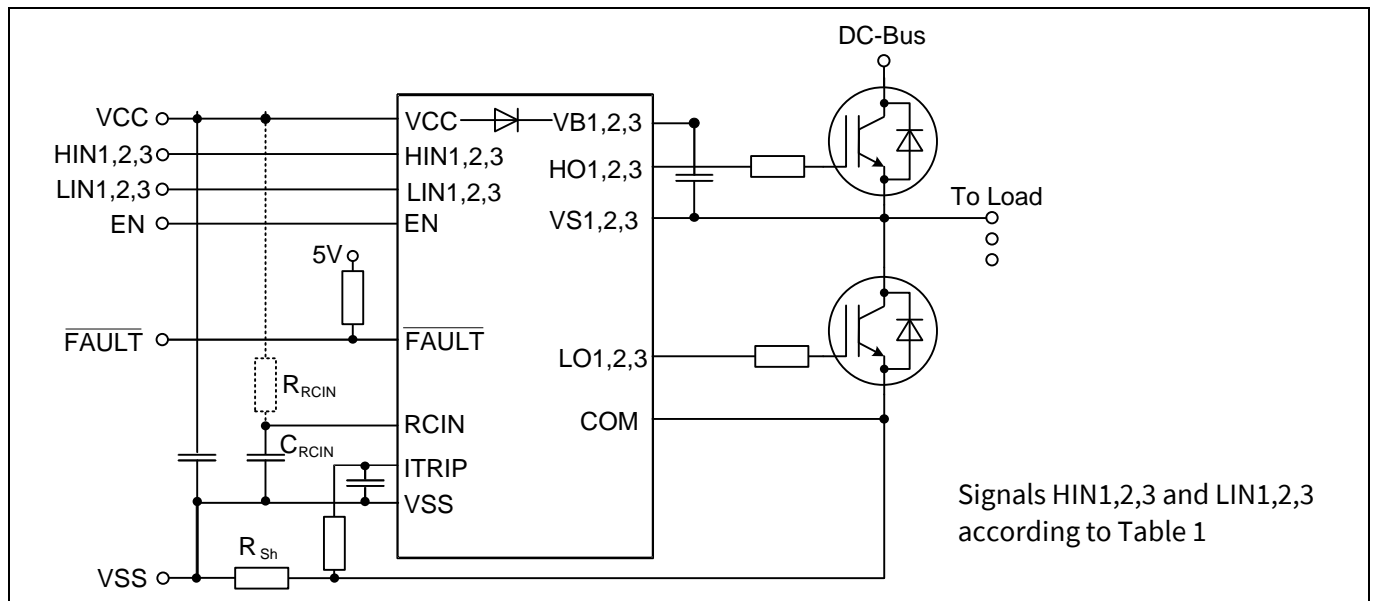 DC-Bus
VCC
HIN1,2,3
LIN1,2,3
EN
5V
FAULT
VCC
HIN1,2,3
LIN1,2,3
EN
FAULT
RCIN
ITRIP
VSS
VB1,2,3
HO1,2,3
VS1,2,3
LO1,2,3
COM
To Load
RRCIN
CRCIN
RSh
VSS
Signals HIN1,2,3 and LIN1,2,3
according to Table 1